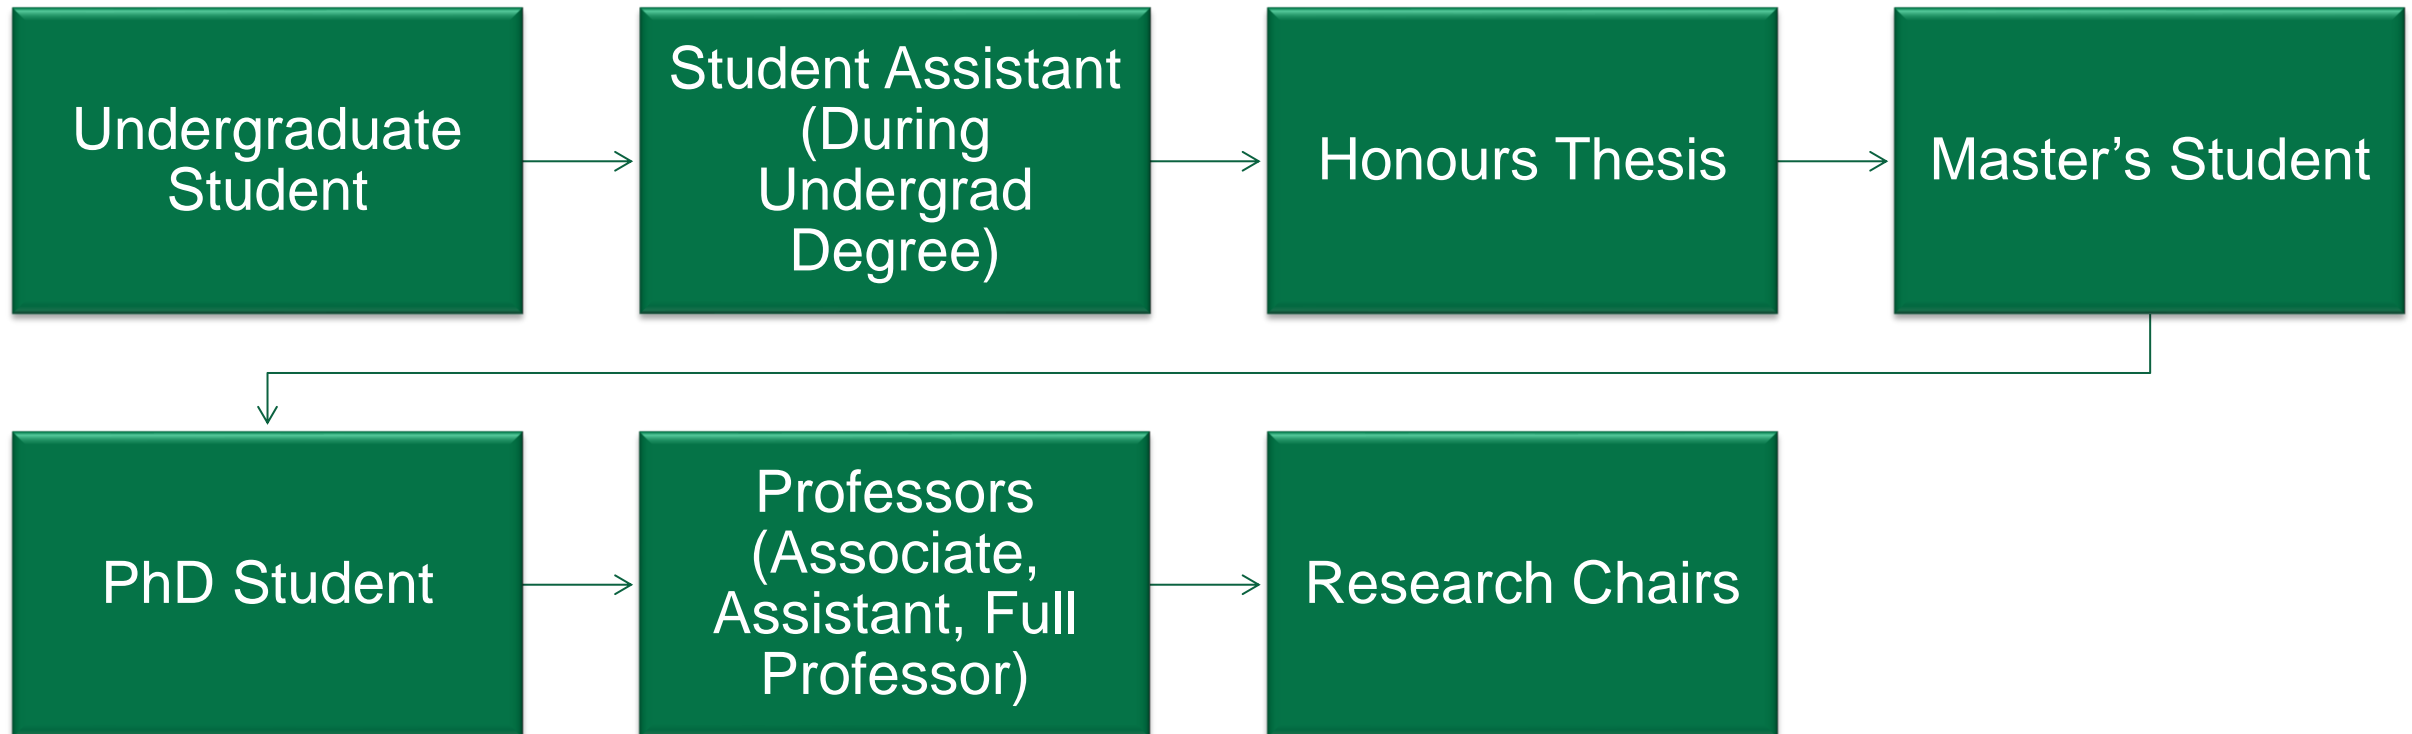 Undergraduate
Student
Student Assistant
(During
Undergrad
Degree)
Honours Thesis
Master’s Student
PhD Student
Professors
(Associate,
Assistant, Full
Professor)
Research Chairs